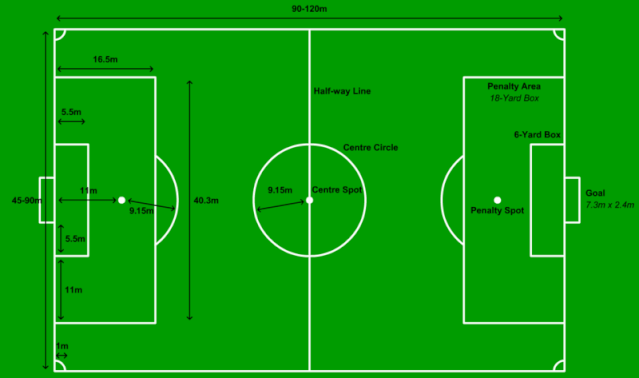 90-120m
16.5m
Half-way Line
Penalty Area
18-Yard Box
5.5m
6-Yard Box
Centre Circle
11m
9.15m
Centre Spot
Goal
7.3m x 2.4m
45-90m
40.3m
9.15m
Penalty Spot
5.5m
11m
1m